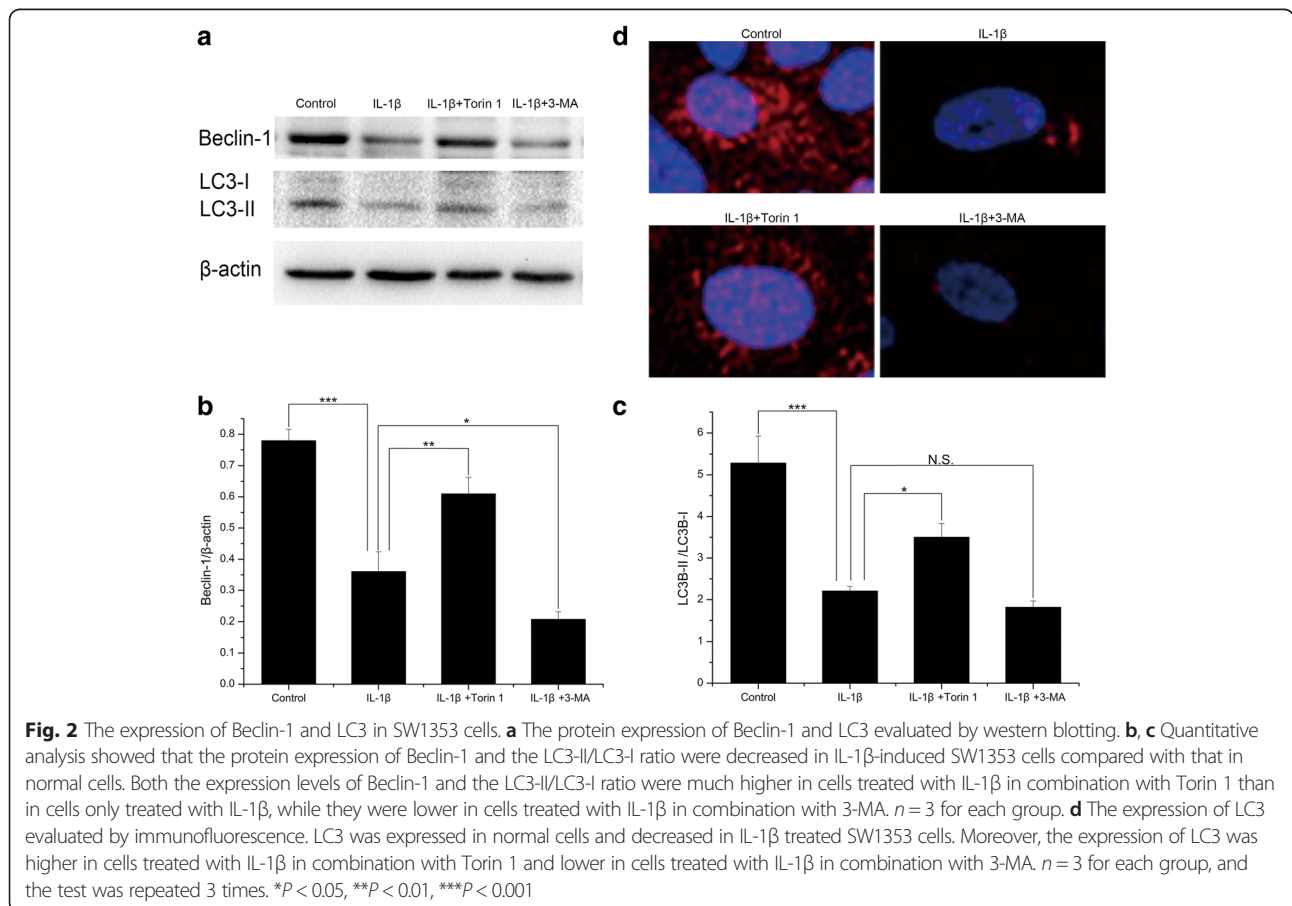 a
Control IL-1β IL-1β+Torin 1 IL-1β+3-MA
Beclin-1
LC3-I
LC3-II
β-actin
d
Control IL-1β
IL-1β+Torin 1 IL-1β+3-MA
b
***
*
**
Beclin-1/β-actin
0.8
0.7
0.6
0.5
0.4
0.3
0.2
0.1
0.0
Control IL-1β IL-1β +Torin 1 IL-1β +3-MA
c
***
N.S.
*
LC3B-II /LC3B-I
6
5
4
3
2
1
0
Control IL-1β IL-1β +Torin 1 IL-1β +3-MA
Fig. 2 The expression of Beclin-1 and LC3 in SW1353 cells. a The protein expression of Beclin-1 and LC3 evaluated by western blotting. b, c Quantitative
analysis showed that the protein expression of Beclin-1 and the LC3-II/LC3-I ratio were decreased in IL-1β-induced SW1353 cells compared with that in
normal cells. Both the expression levels of Beclin-1 and the LC3-II/LC3-I ratio were much higher in cells treated with IL-1β in combination with Torin 1 than
in cells only treated with IL-1β, while they were lower in cells treated with IL-1β in combination with 3-MA. n = 3 for each group. d The expression of LC3
evaluated by immunofluorescence. LC3 was expressed in normal cells and decreased in IL-1β treated SW1353 cells. Moreover, the expression of LC3 was
higher in cells treated with IL-1β in combination with Torin 1 and lower in cells treated with IL-1β in combination with 3-MA. n = 3 for each group, and
the test was repeated 3 times. *P < 0.05, **P < 0.01, ***P < 0.001